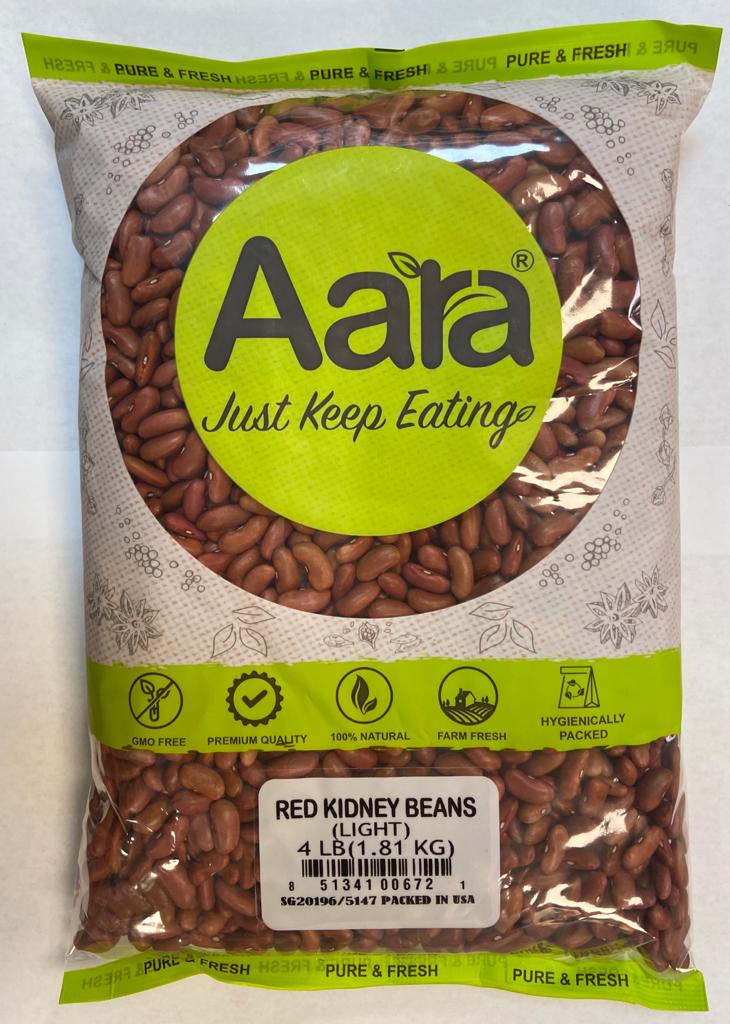 PURE & FRESH PURE & FRESH PURE & FRESH
Aara®
Just Keep Eating
GMO FREE
PREMIUM QUALITY
100% NATURAL
FARM FRESH
HYGIENICALLY
PACKED
RED KIDNEY BEANS
(LIGHT)
4 LB(1.81 KG)
8 51341 00672 1
SG20196/5147 PACKED IN USA
PURE & FRESH PURE & FRESH PURE & FRESH